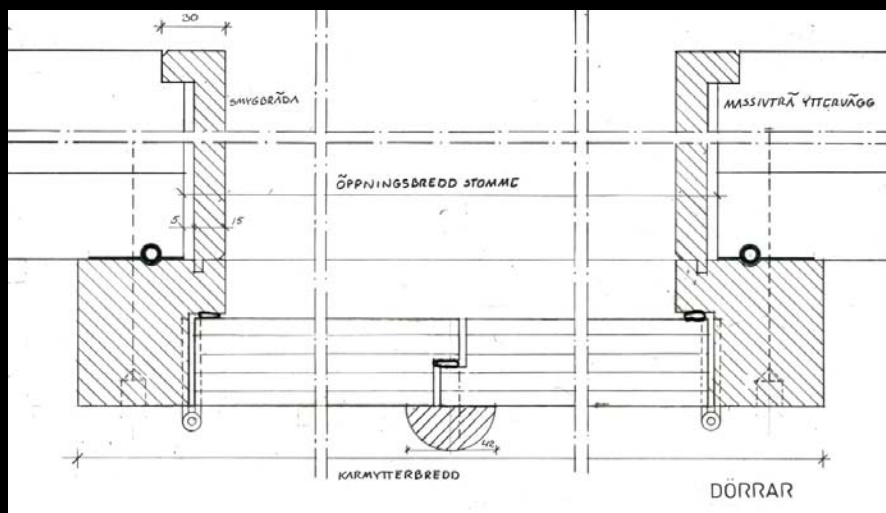 30
SMYGBRÄDA
MASSIVTRÄ YTTERVÄGG
ÖPPNINGSBREDD STOMME
5
15
42
KARMYTTERBREDD
DÖRRAR